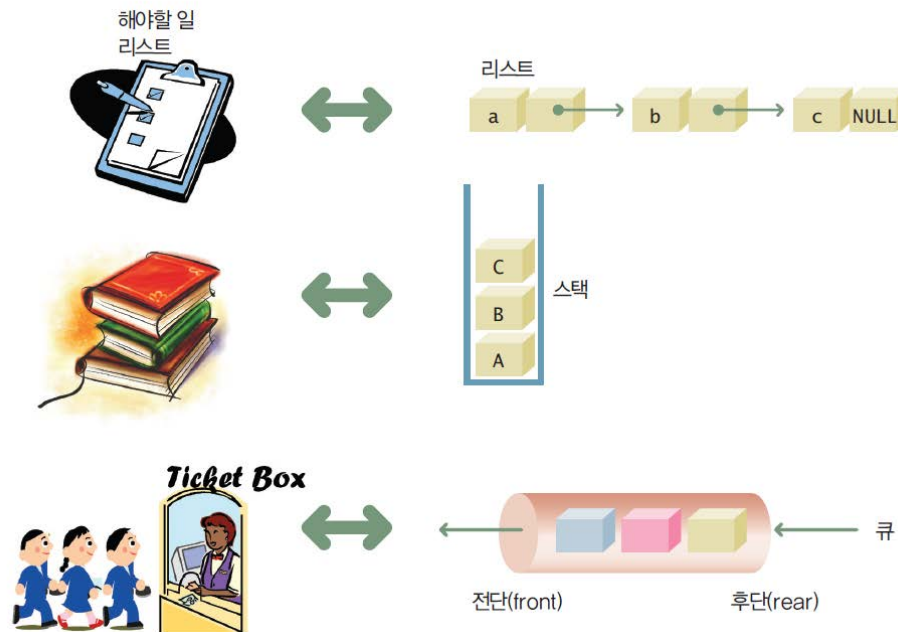 해야할 일
리스트
리스트
a
b
c NULL
C
B
A
스택
Ticket Box
큐
전단(front) 후단(rear)